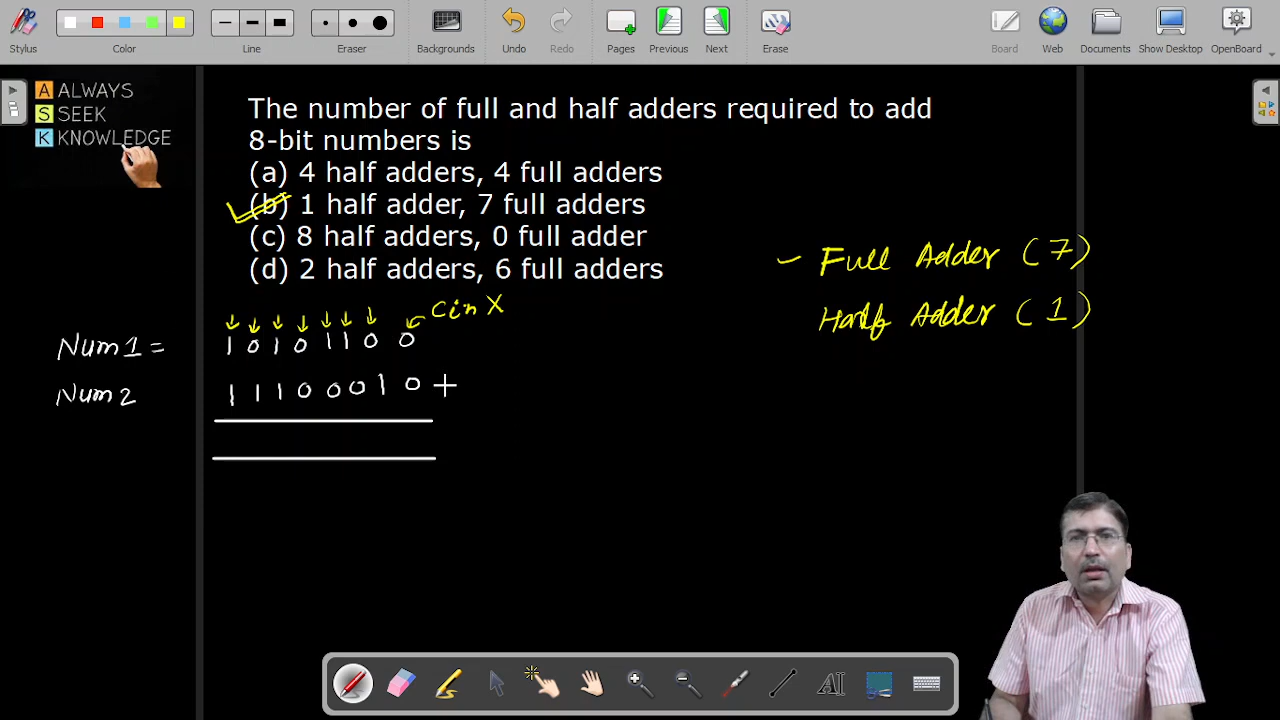 Stylus
Color
Line
Eraser
Backgrounds
Undo
Redo
Pages
Previous
Next
Erase
Board
Web
Documents
Show Desktop
OpenBoard
A ALWAYS
S SEEK
K KNOWLEDGE
The number of full and half adders required to add
8-bit numbers is
(a) 4 half adders, 4 full adders
(b) 1 half adder, 7 full adders
(c) 8 half adders, 0 full adder
(d) 2 half adders, 6 full adders
Full Adder (7)
Half Adder (1)
Cin X
Num1 = 1 0 1 0 1 1 0 0
Num2 1 1 1 0 0 0 1 0 +
AI